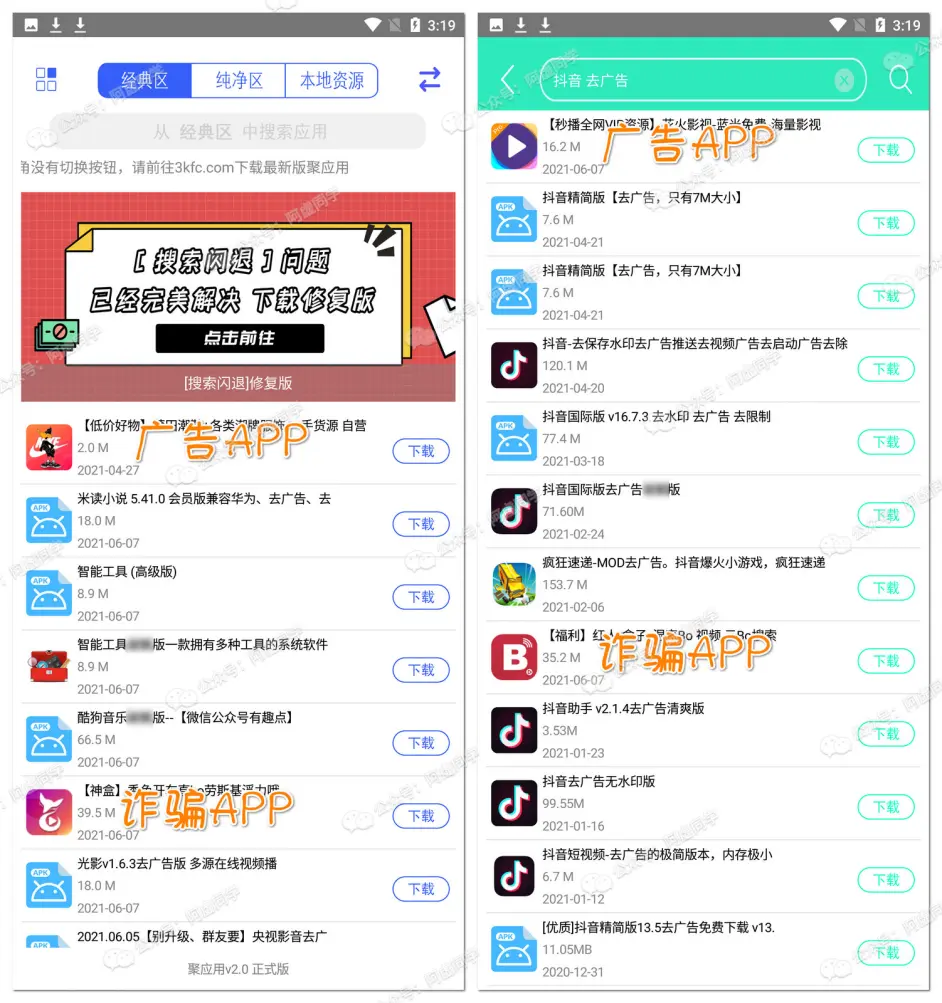 3:19
经典区 纯净区 本地资源
从 经典区 中搜索应用
角没有切换按钮，请前往3kfc.com下载最新版聚应用
[ 搜索闪退 ] 问题
已经完美解决 下载修复版
点击前往
[搜索闪退]修复版
【低价好物】 各类潮牌服饰 手货源 自营
广告APP
2.0 M
2021-04-27
下载
米读小说 5.41.0 会员版兼容华为、去广告、去
18.0 M
2021-06-07
下载
智能工具 (高级版)
8.9 M
2021-06-07
下载
智能工具 版一款拥有多种工具的系统软件
8.9 M
2021-06-07
下载
酷狗音乐 版--【微信公众号有趣点】
66.5 M
2021-06-07
下载
【神盒】
诈骗APP
39.5 M
2021-06-07
下载
光影v1.6.3去广告版 多源在线视频播
18.0 M
2021-06-07
下载
2021.06.05【别升级、群友要】央视影音去广
聚应用v2.0 正式版
3:19
抖音 去广告
【秒播全网VIP资源】花火影视-蓝光免费 海量影视
广告APP
16.2 M
2021-06-07
下载
抖音精简版【去广告，只有7M大小】
7.6 M
2021-04-21
下载
抖音精简版【去广告，只有7M大小】
7.6 M
2021-04-21
下载
抖音-去保存水印去广告推送去视频广告去启动广告去除
120.1 M
2021-04-20
下载
抖音国际版 v16.7.3 去水印 去广告 去限制
77.4 M
2021-03-18
下载
抖音国际版去广告 版
71.60M
2021-02-24
下载
疯狂速递-MOD去广告。抖音爆火小游戏，疯狂速递
153.7 M
2021-02-06
下载
【福利】红人 盒子 视频 搜索
诈骗APP
35.2 M
2021-06-07
下载
抖音助手 v2.1.4去广告清爽版
3.53M
2021-01-23
下载
抖音去广告无水印版
99.55M
2021-01-16
下载
抖音短视频-去广告的极简版本，内存极小
6.7 M
2021-01-12
下载
[优质]抖音精简版13.5去广告免费下载 v13.
11.05MB
2020-12-31
下载